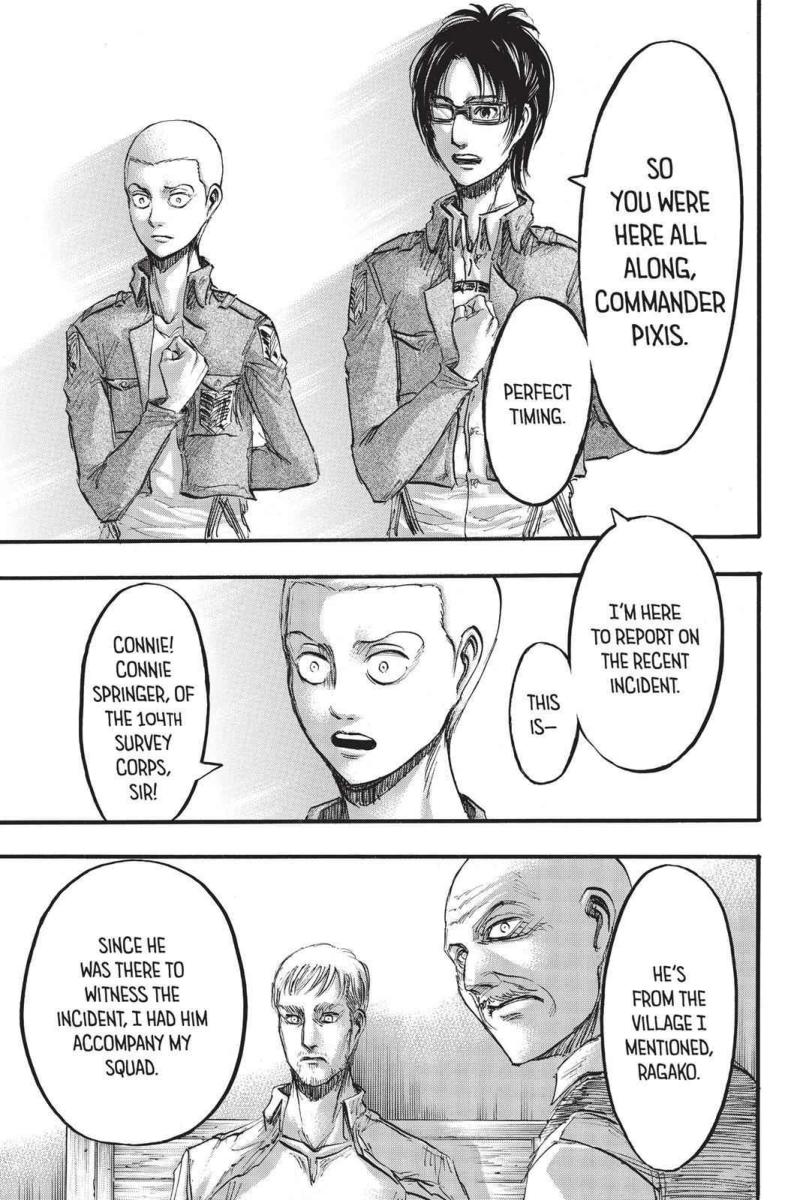 SO
YOU WERE
HERE ALL
ALONG,
COMMANDER
PIXIS.
PERFECT
TIMING.
I'M HERE
TO REPORT ON
THE RECENT
INCIDENT.
THIS
IS—
CONNIE!
CONNIE
SPRINGER, OF
THE 104TH
SURVEY
CORPS,
SIR!
HE'S
FROM THE
VILLAGE I
MENTIONED,
RAGAKO.
SINCE HE
WAS THERE TO
WITNESS THE
INCIDENT, I HAD HIM
ACCOMPANY MY
SQUAD.